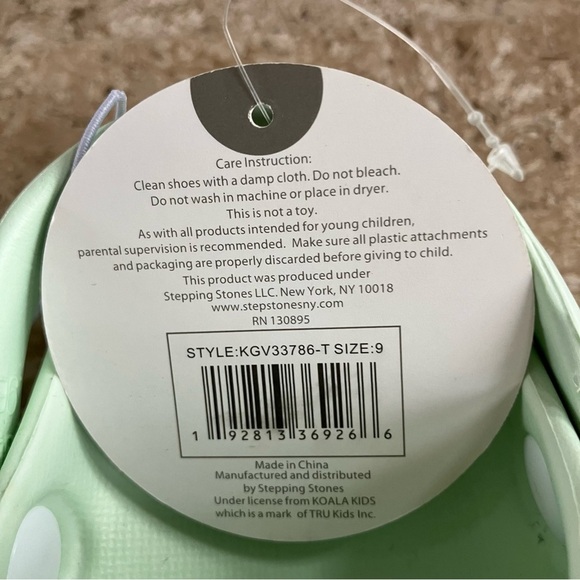 Care Instruction:
Clean shoes with a damp cloth. Do not bleach.
Do not wash in machine or place in dryer.
This is not a toy.
As with all products intended for young children,
parental supervision is recommended. Make sure all plastic attachments
and packaging are properly discarded before giving to child.
This product was produced under
Stepping Stones LLC. New York, NY 10018
www.stepstonesny.com
RN 130895
STYLE:KGV33786-T SIZE:9
1 92813 36926 6
Made in China
Manufactured and distributed
by Stepping Stones
Under license from KOALA KIDS
which is a mark of TRU Kids Inc.